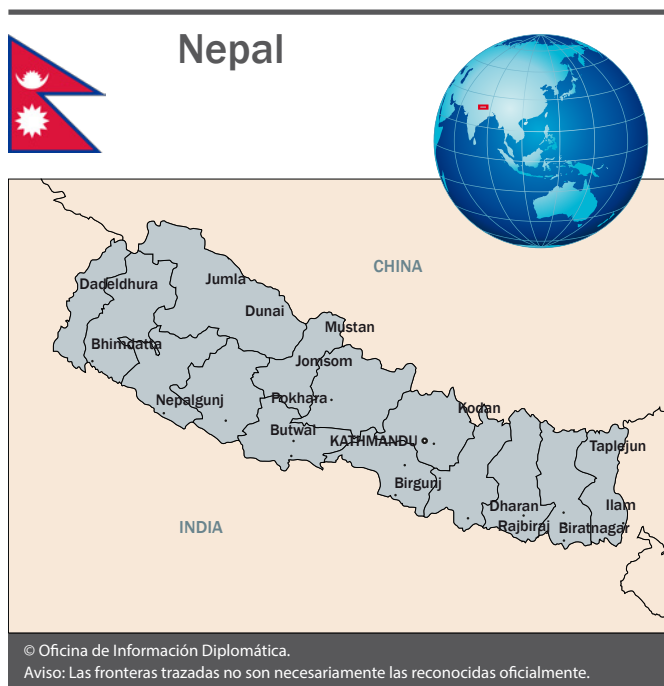 Nepal
CHINA
Dadeldhura
Jumla
Dunai
Mustan
Bhimdatta
Jomsom
Nepalgunj
Pokhara
Kodan
Butwal
KATHMANDU
Taplejun
Birgunj
Dharan
Ilam
INDIA
Rajbiraj
Biratnagar
© Oficina de Información Diplomática.
Aviso: Las fronteras trazadas no son necesariamente las reconocidas oficialmente.